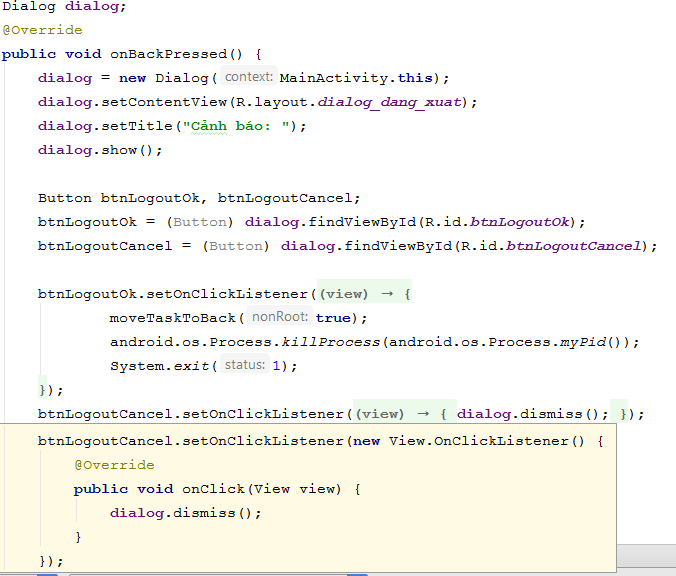 Dialog dialog;
@Override
public void onBackPressed() {
dialog = new Dialog( context: MainActivity.this);
dialog.setContentView(R.layout.dialog_dang_xuat);
dialog.setTitle("Cảnh báo: ");
dialog.show();
Button btnLogoutOk, btnLogoutCancel;
btnLogoutOk = (Button) dialog.findViewById(R.id.btnLogoutOk);
btnLogoutCancel = (Button) dialog.findViewById(R.id.btnLogoutCancel);
btnLogoutOk.setOnClickListener((view) → {
moveTaskToBack( nonRoot: true);
android.os.Process.killProcess(android.os.Process.myPid());
System.exit( status: 1);
});
btnLogoutCancel.setOnClickListener((view) → { dialog.dismiss(); });
btnLogoutCancel.setOnClickListener(new View.OnClickListener() {
@Override
public void onClick(View view) {
dialog.dismiss();
}
});